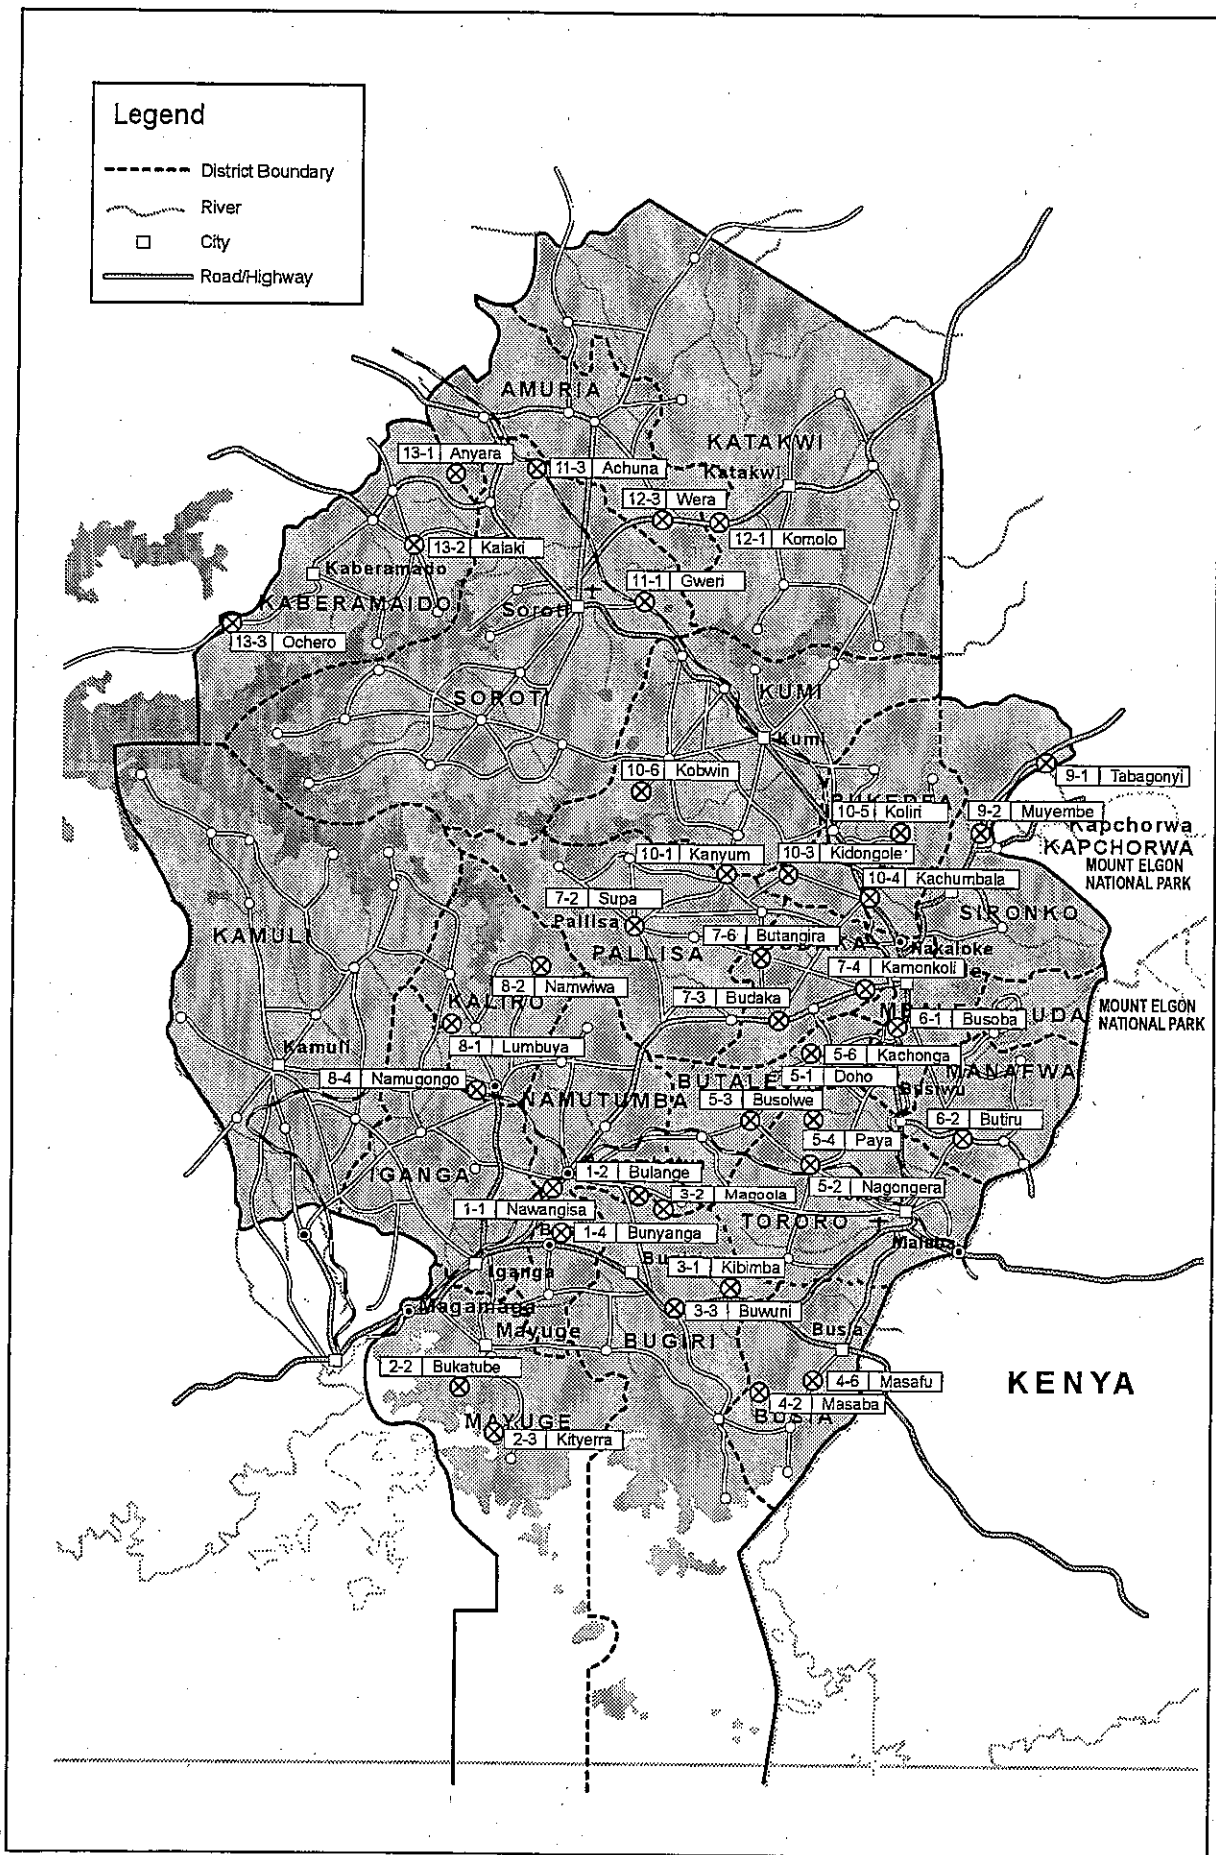 Legend
District Boundary
River
City
Road/Highway
AMURIA
KATAKWI
Katakwi
13-1 Anyara
11-3 Achuna
12-3 Wera
12-1 Komolo
13-2 Kalaki
Kaberamado
KABERAMAIDO
11-1 Gweri
Soroti
13-3 Ochero
SOROTI
KUMI
Kumi
10-6 Kobwin
9-1 Tabagonyi
10-5 Koliri
9-2 Muyembe
Kapchorwa
KAPCHORWA
MOUNT ELGON
NATIONAL PARK
10-1 Kanyum
10-3 Kidongole
10-4 Kachumbala
7-2 Supa
Pallisa
SIRONKO
KAMULI
7-6 Butangira
PALLISA
Nakaloke
7-4 Kamonkoli
8-2 Namwiwa
KALIRO
7-3 Budaka
MOUNT ELGON
NATIONAL PARK
6-1 Busoba
UDA
8-1 Lumbuya
Kamuli
5-6 Kachonga
5-1 Doho
MANAFWA
8-4 Namugongo
NAMUTUMBA
BUTALE
5-3 Busolwe
Busiwu
6-2 Butiru
5-4 Paya
IGANGA
1-2 Bulange
5-2 Nagongera
1-1 Nawangisa
3-2 Magoola
TORORO
1-4 Bunyanga
Malaba
Iganga
3-1 Kibimba
Magamaga
3-3 Buwuni
Mayuge
BUGIRI
Busia
2-2 Bukatube
4-6 Masafu
KENYA
4-2 Masaba
BUSIA
MAYUGE
2-3 Kityerra